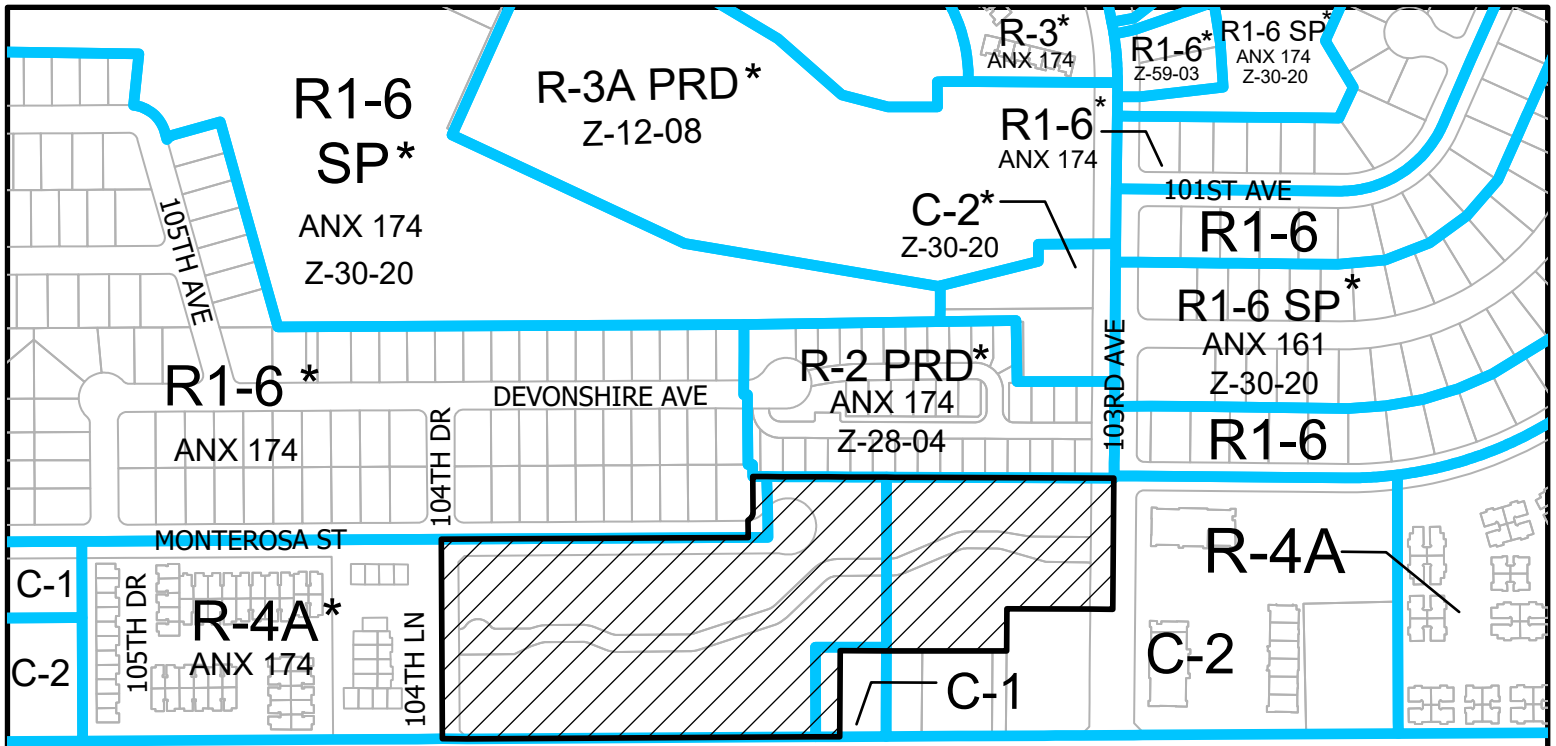 R-3*
ANX 174
R1-6*
Z-59-03
R1-6 SP*
ANX 174
Z-30-20
R1-6
SP*
ANX 174
Z-30-20
R-3A PRD*
Z-12-08
R1-6*
ANX 174
101ST AVE
R1-6
C-2*
Z-30-20
105TH AVE
R1-6 SP*
ANX 161
Z-30-20
103RD AVE
R-2 PRD*
ANX 174
Z-28-04
R1-6 *
ANX 174
DEVONSHIRE AVE
104TH DR
R1-6
MONTEROSA ST
C-1
C-2
105TH DR
R-4A*
ANX 174
104TH LN
C-1
C-2
R-4A